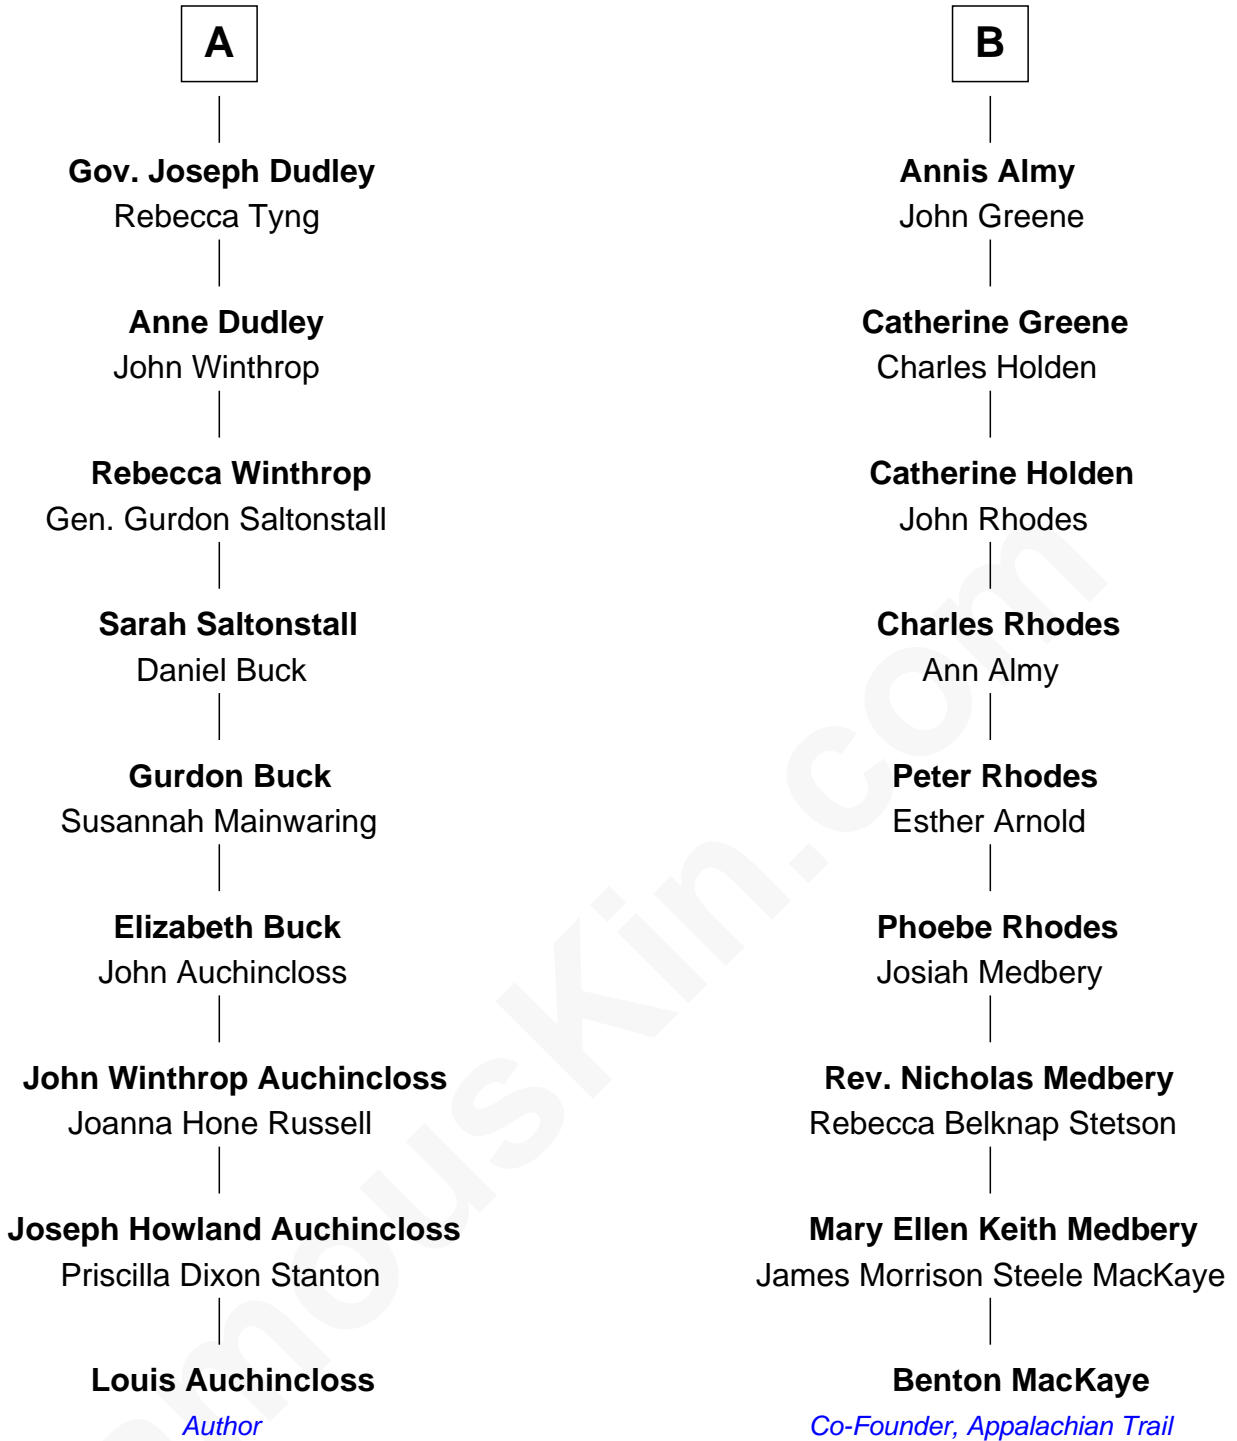 A
Gov. Joseph Dudley
Rebecca Tyng
Anne Dudley
John Winthrop
Rebecca Winthrop
Gen. Gurdon Saltonstall
Sarah Saltonstall
Daniel Buck
Gurdon Buck
Susannah Mainwaring
Elizabeth Buck
John Auchincloss
John Winthrop Auchincloss
Joanna Hone Russell
Joseph Howland Auchincloss
Priscilla Dixon Stanton
Louis Auchincloss
Author
B
Annis Almy
John Greene
Catherine Greene
Charles Holden
Catherine Holden
John Rhodes
Charles Rhodes
Ann Almy
Peter Rhodes
Esther Arnold
Phoebe Rhodes
Josiah Medbery
Rev. Nicholas Medbery
Rebecca Belknap Stetson
Mary Ellen Keith Medbery
James Morrison Steele MacKaye
Benton MacKaye
Co-Founder, Appalachian Trail
amousKin.com